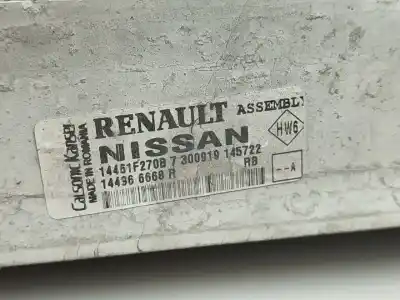 RENAULT ASSEMBLY
NISSAN
14461F270B 7 300919 145722
RB
14496 6668 R
HW6
--A
Calsonic Kansei
MADE IN ROMANIA